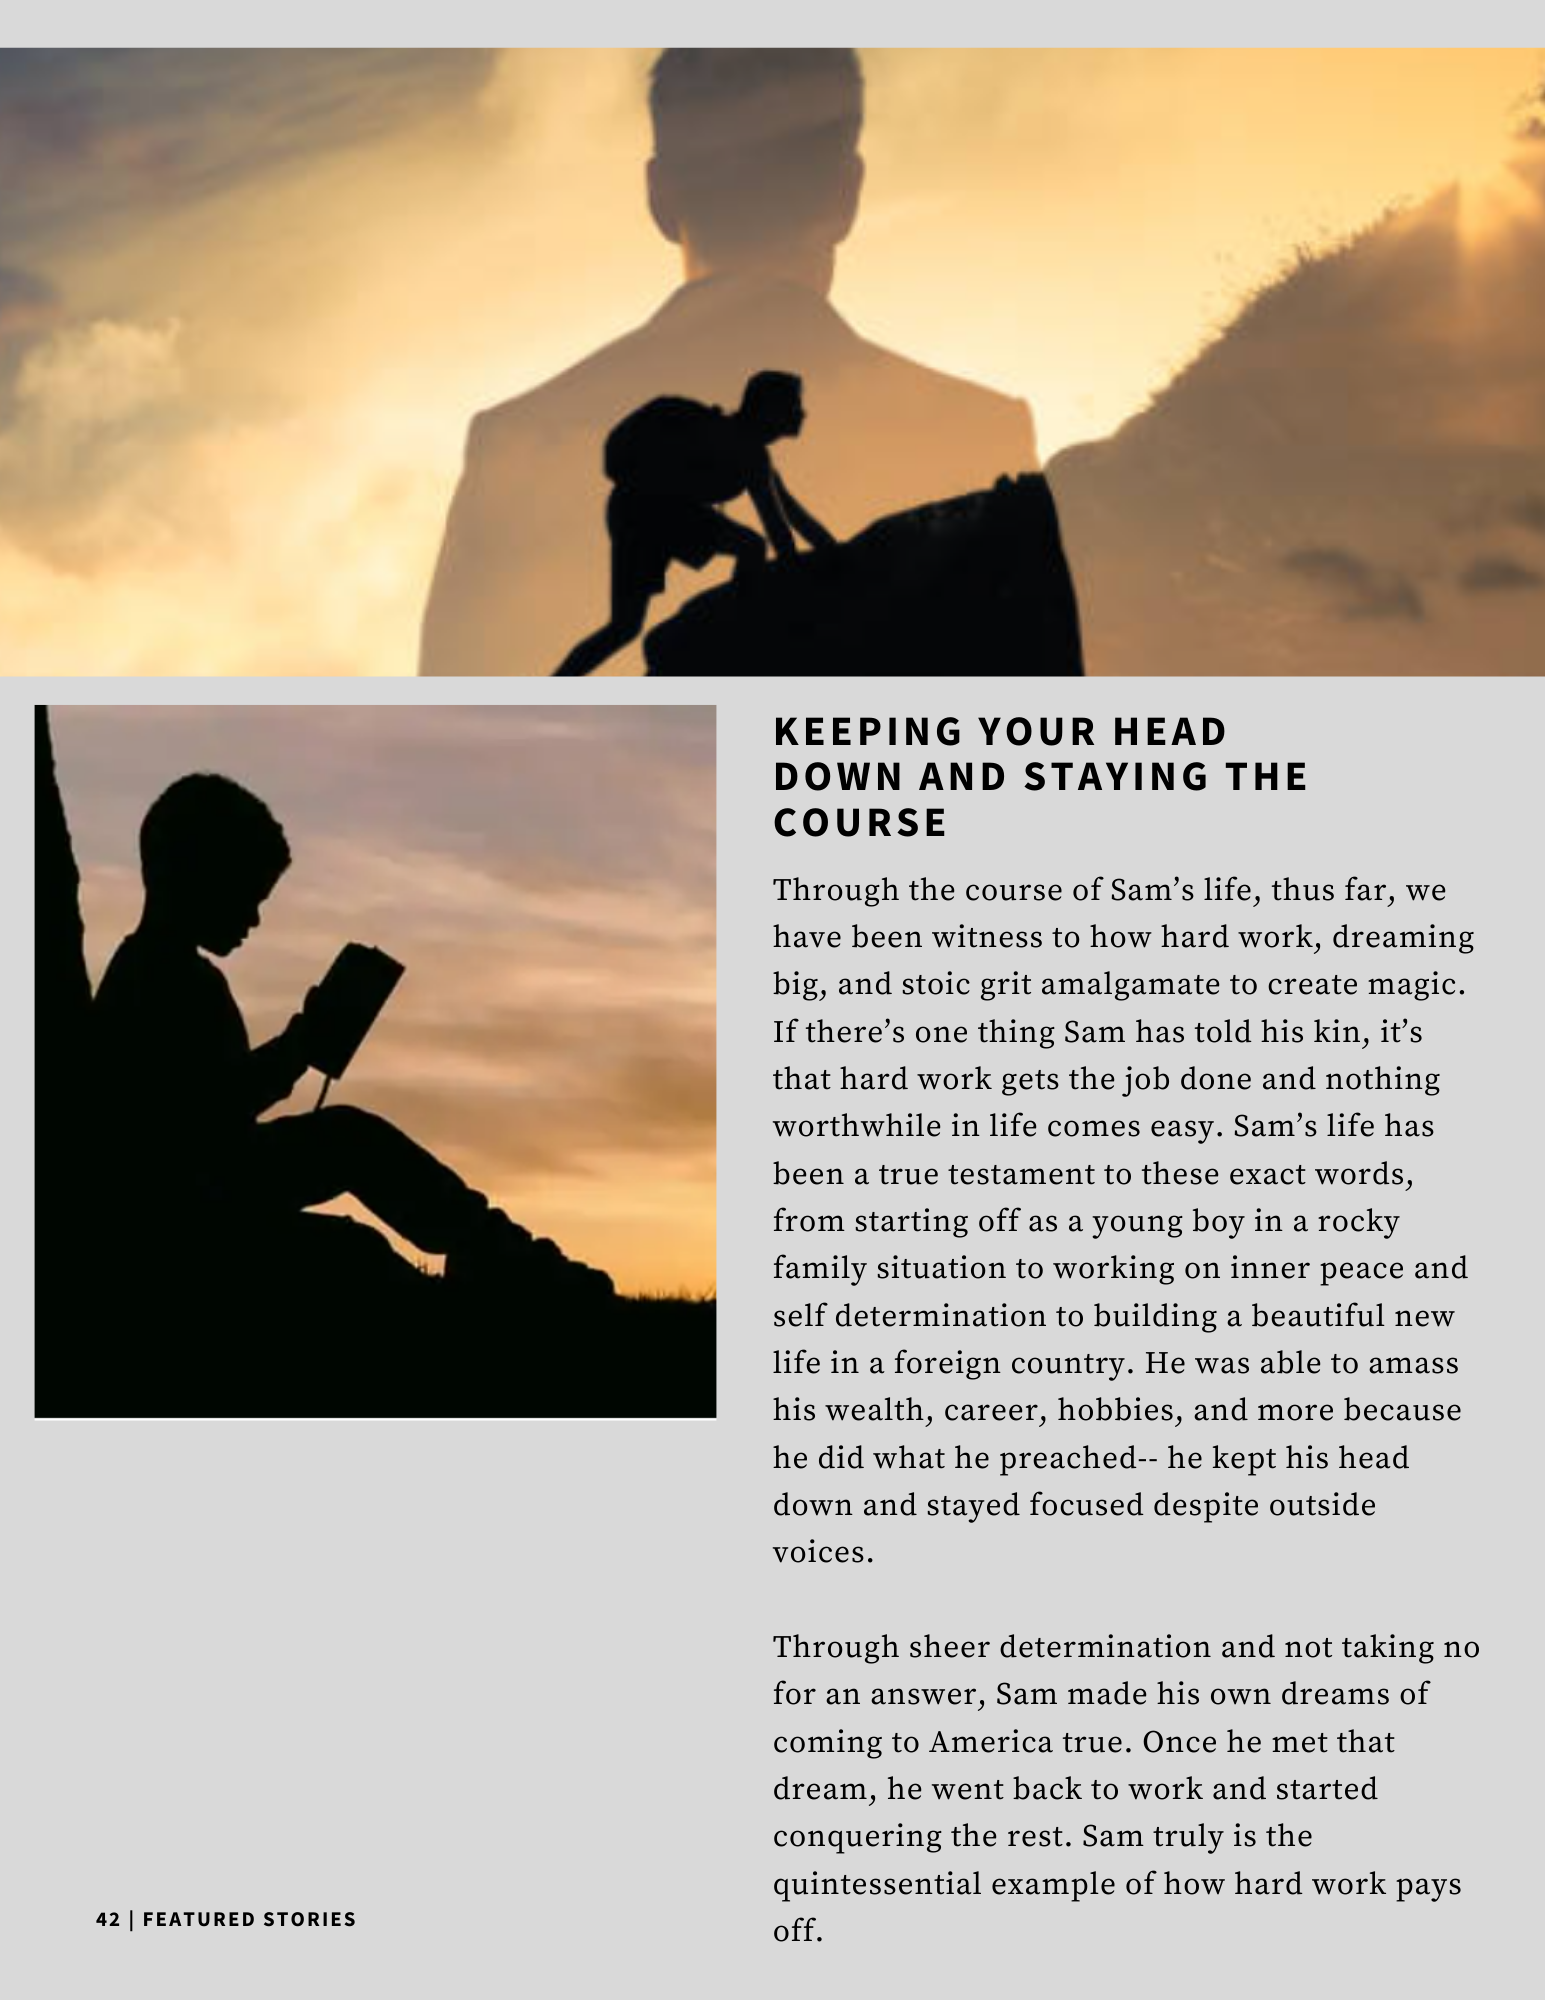 KEEPING YOUR HEAD
DOWN AND STAYING THE
COURSE
Through the course of Sam’s life, thus far, we
have been witness to how hard work, dreaming
big, and stoic grit amalgamate to create magic.
If there’s one thing Sam has told his kin, it’s
that hard work gets the job done and nothing
worthwhile in life comes easy. Sam’s life has
been a true testament to these exact words,
from starting off as a young boy in a rocky
family situation to working on inner peace and
self determination to building a beautiful new
life in a foreign country. He was able to amass
his wealth, career, hobbies, and more because
he did what he preached-- he kept his head
down and stayed focused despite outside
voices.
Through sheer determination and not taking no
for an answer, Sam made his own dreams of
coming to America true. Once he met that
dream, he went back to work and started
conquering the rest. Sam truly is the
quintessential example of how hard work pays
off.
42 | FEATURED STORIES